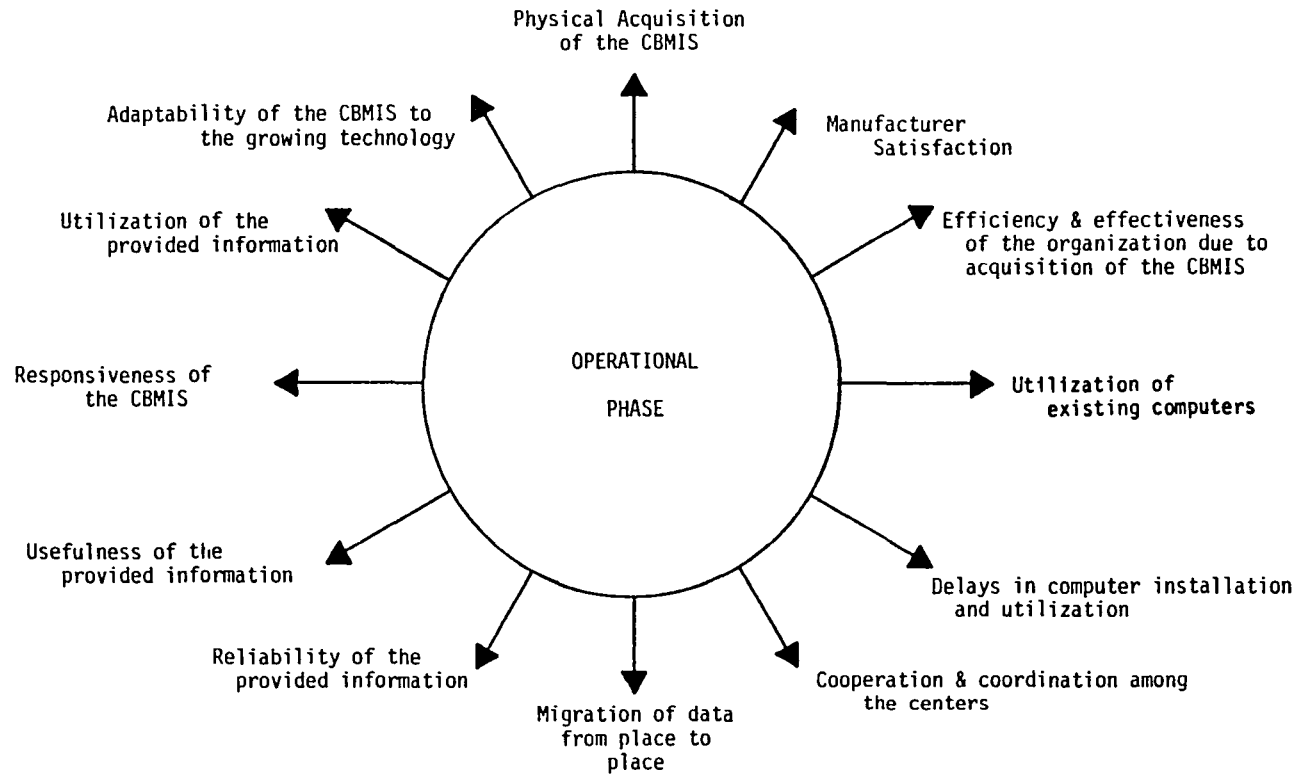 Physical Acquisition
of the CBMIS
Adaptability of the CBMIS to
the growing technology
Manufacturer
Satisfaction
Utilization of the
provided information
Efficiency & effectiveness
of the organization due to
acquisition of the CBMIS
Responsiveness of
the CBMIS
OPERATIONAL
PHASE
Utilization of
existing computers
Usefulness of the
provided information
Delays in computer installation
and utilization
Reliability of the
provided information
Cooperation & coordination among
the centers
Migration of data
from place to
place